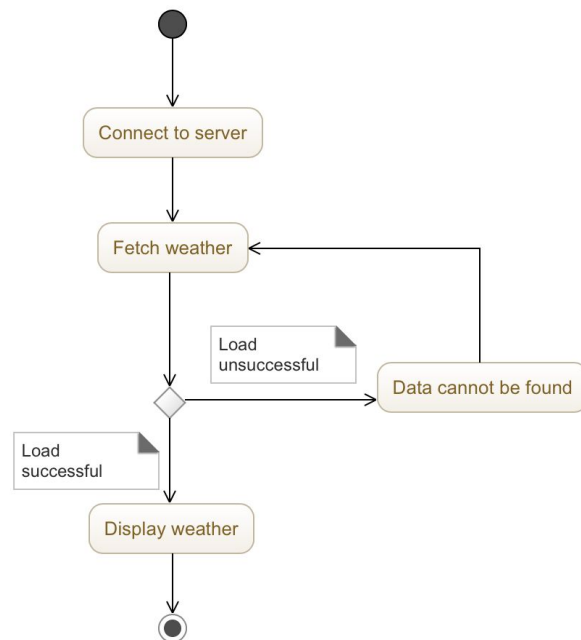 Connect to server
Fetch weather
Load
unsuccessful
Data cannot be found
Load
successful
Display weather